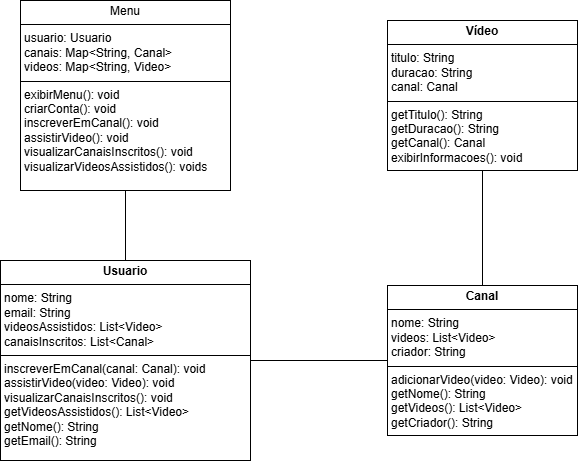 Menu
usuario: Usuario
canais: Map<String, Canal>
videos: Map<String, Video>
exibirMenu(): void
criarConta(): void
inscreverEmCanal(): void
assistirVideo(): void
visualizarCanaisInscritos(): void
visualizarVideosAssistidos(): voids
Vídeo
titulo: String
duracao: String
canal: Canal
getTitulo(): String
getDuracao(): String
getCanal(): Canal
exibirInformacoes(): void
Usuario
nome: String
email: String
videosAssistidos: List<Video>
canaisInscritos: List<Canal>
inscreverEmCanal(canal: Canal): void
assistirVideo(video: Video): void
visualizarCanaisInscritos(): void
getVideosAssistidos(): List<Video>
getNome(): String
getEmail(): String
Canal
nome: String
videos: List<Video>
criador: String
adicionarVideo(video: Video): void
getNome(): String
getVideos(): List<Video>
getCriador(): String